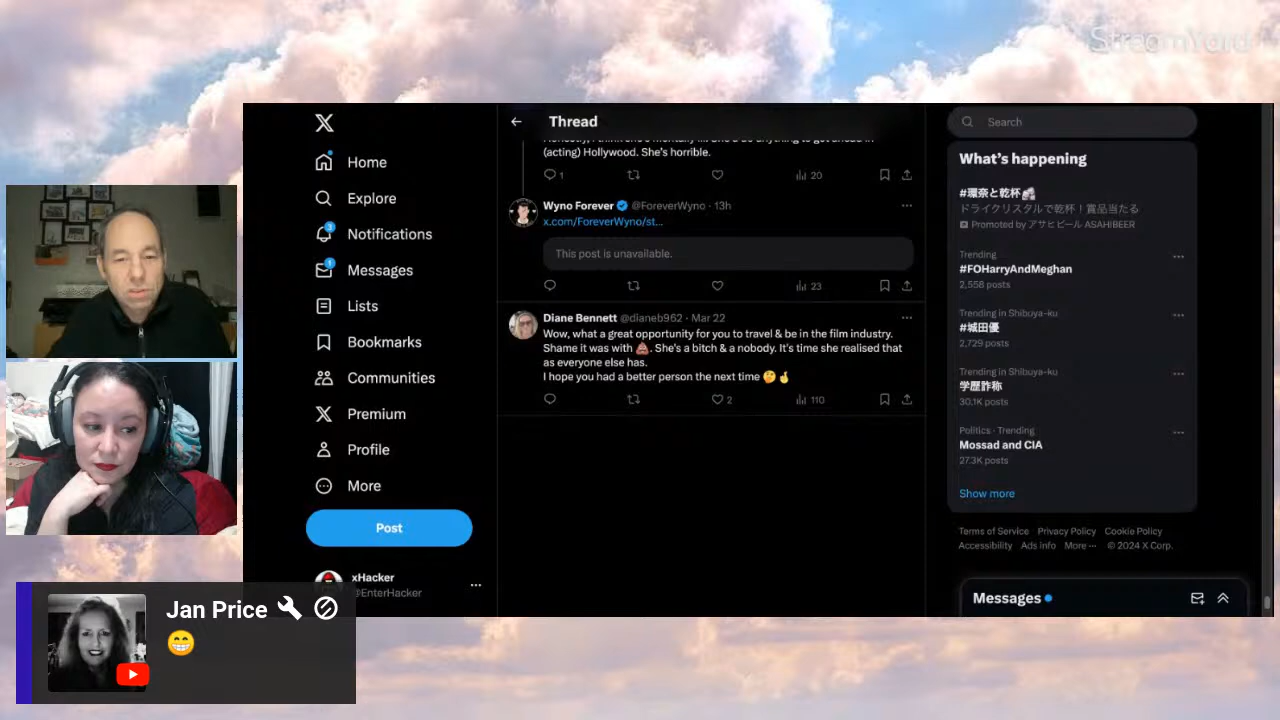 StreamYard
Thread
Search
(acting) Hollywood. She's horrible.
1
20
Wyno Forever @ForeverWyno · 13h
x.com/ForeverWyno/st...
This post is unavailable.
23
Diane Bennett @dianeb962 · Mar 22
Wow, what a great opportunity for you to travel & be in the film industry.
Shame it was with 💩. She's a bitch & a nobody. It's time she realised that
as everyone else has.
I hope you had a better person the next time 🤔🤞
2
110
Home
Explore
3
Notifications
1
Messages
Lists
Bookmarks
Communities
Premium
Profile
More
Post
xHacker
@EnterHacker
What's happening
#環奈と乾杯
ドライクリスタルで乾杯！賞品当たる
Promoted by アサヒビール ASAHIBEER
Trending
#FOHarryAndMeghan
2,558 posts
Trending in Shibuya-ku
#城田優
2,729 posts
Trending in Shibuya-ku
学歴詐称
30.1K posts
Politics · Trending
Mossad and CIA
27.3K posts
Show more
Terms of Service Privacy Policy Cookie Policy
Accessibility Ads info More ··· © 2024 X Corp.
Messages
Jan Price
😁